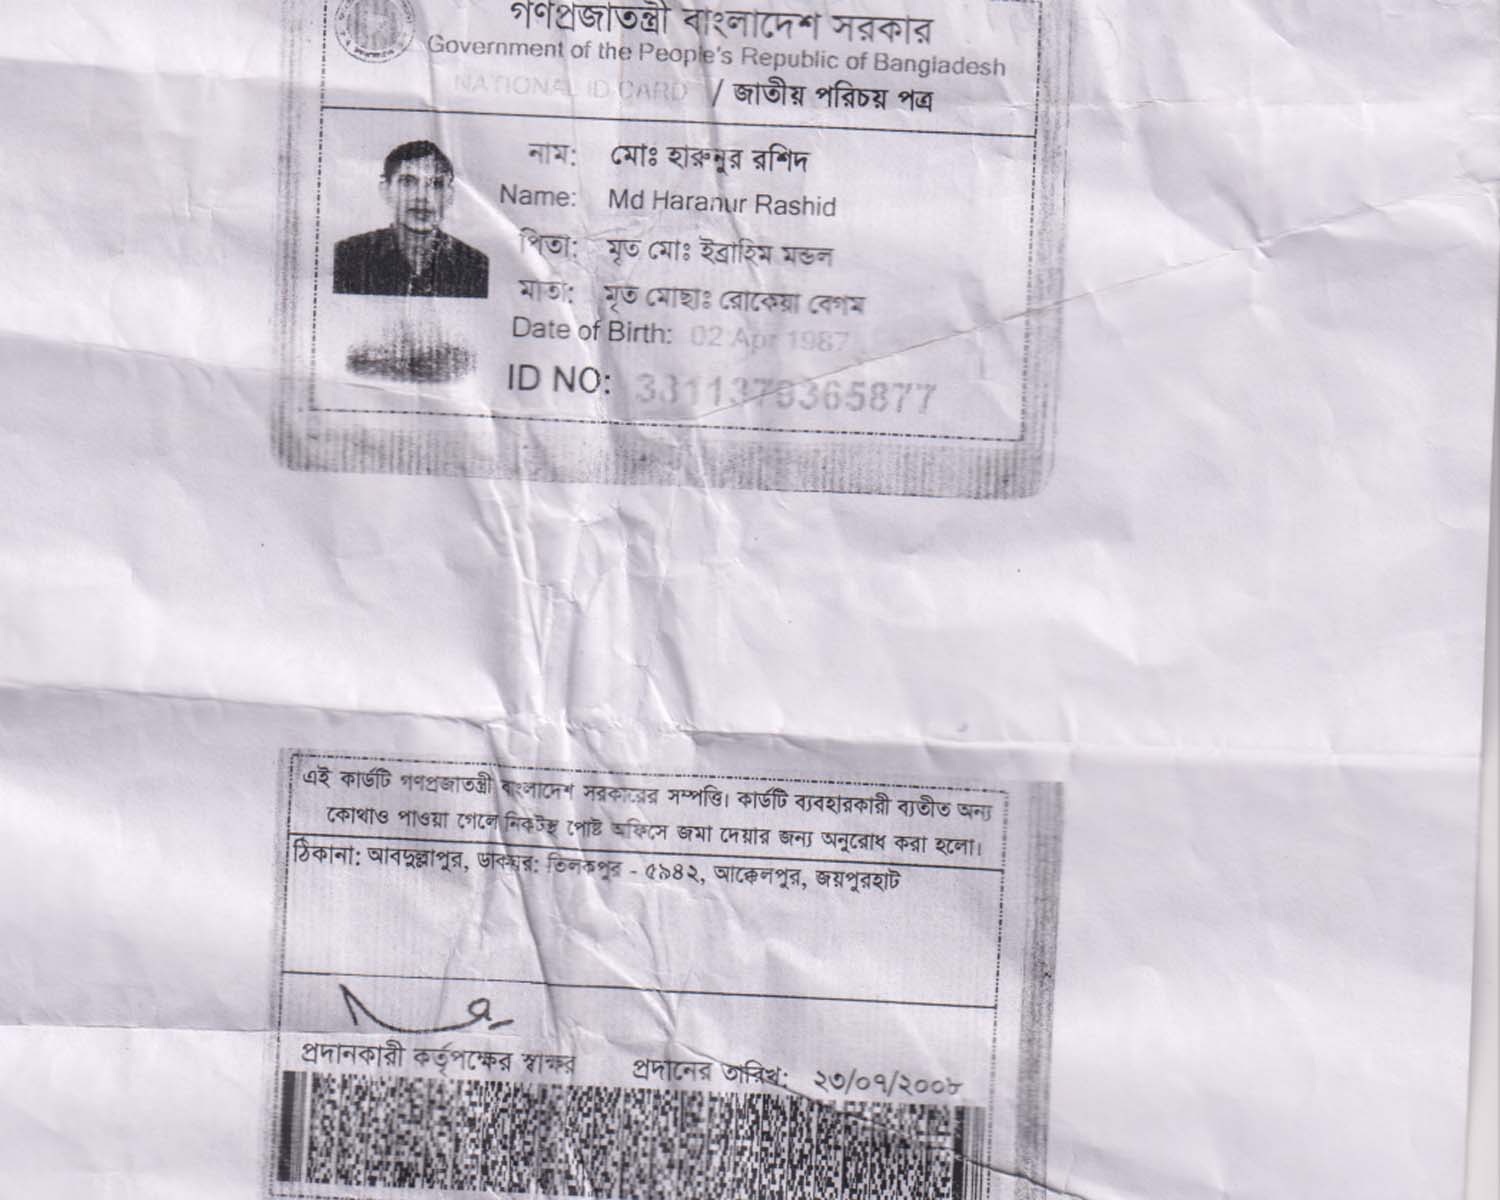 গণপ্রজাতন্ত্রী বাংলাদেশ সরকার
Government of the People's Republic of Bangladesh
NATIONAL ID CARD / জাতীয় পরিচয় পত্র
নাম: মোঃ হারুনুর রশিদ
Name: Md Haranur Rashid
পিতা: মৃত মোঃ ইব্রাহিম মন্ডল
মাতা: মৃত মোছাঃ রোকেয়া বেগম
Date of Birth: 02 Apr 1987
ID NO:
এই কার্ডটি গণপ্রজাতন্ত্রী বাংলাদেশ সরকারের সম্পত্তি। কার্ডটি ব্যবহারকারী ব্যতীত অন্য
কোথাও পাওয়া গেলে নিকটস্থ পোষ্ট অফিসে জমা দেয়ার জন্য অনুরোধ করা হলো।
ঠিকানা: আবদুল্লাপুর, ডাকঘর: তিলকপুর - ৫৯৪২, আক্কেলপুর, জয়পুরহাট
প্রদানকারী কর্তৃপক্ষের স্বাক্ষর প্রদানের তারিখ: ২৩/০৭/২০০৮